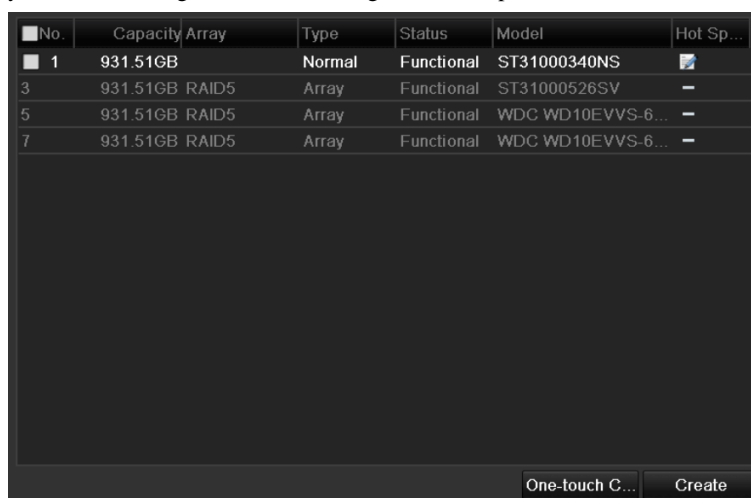 No. Capacity Array Type Status Model Hot Sp...
1 931.51GB Normal Functional ST31000340NS
3 931.51GB RAID5 Array Functional ST31000526SV –
5 931.51GB RAID5 Array Functional WDC WD10EVVS-6... –
7 931.51GB RAID5 Array Functional WDC WD10EVVS-6... –
One-touch C... Create